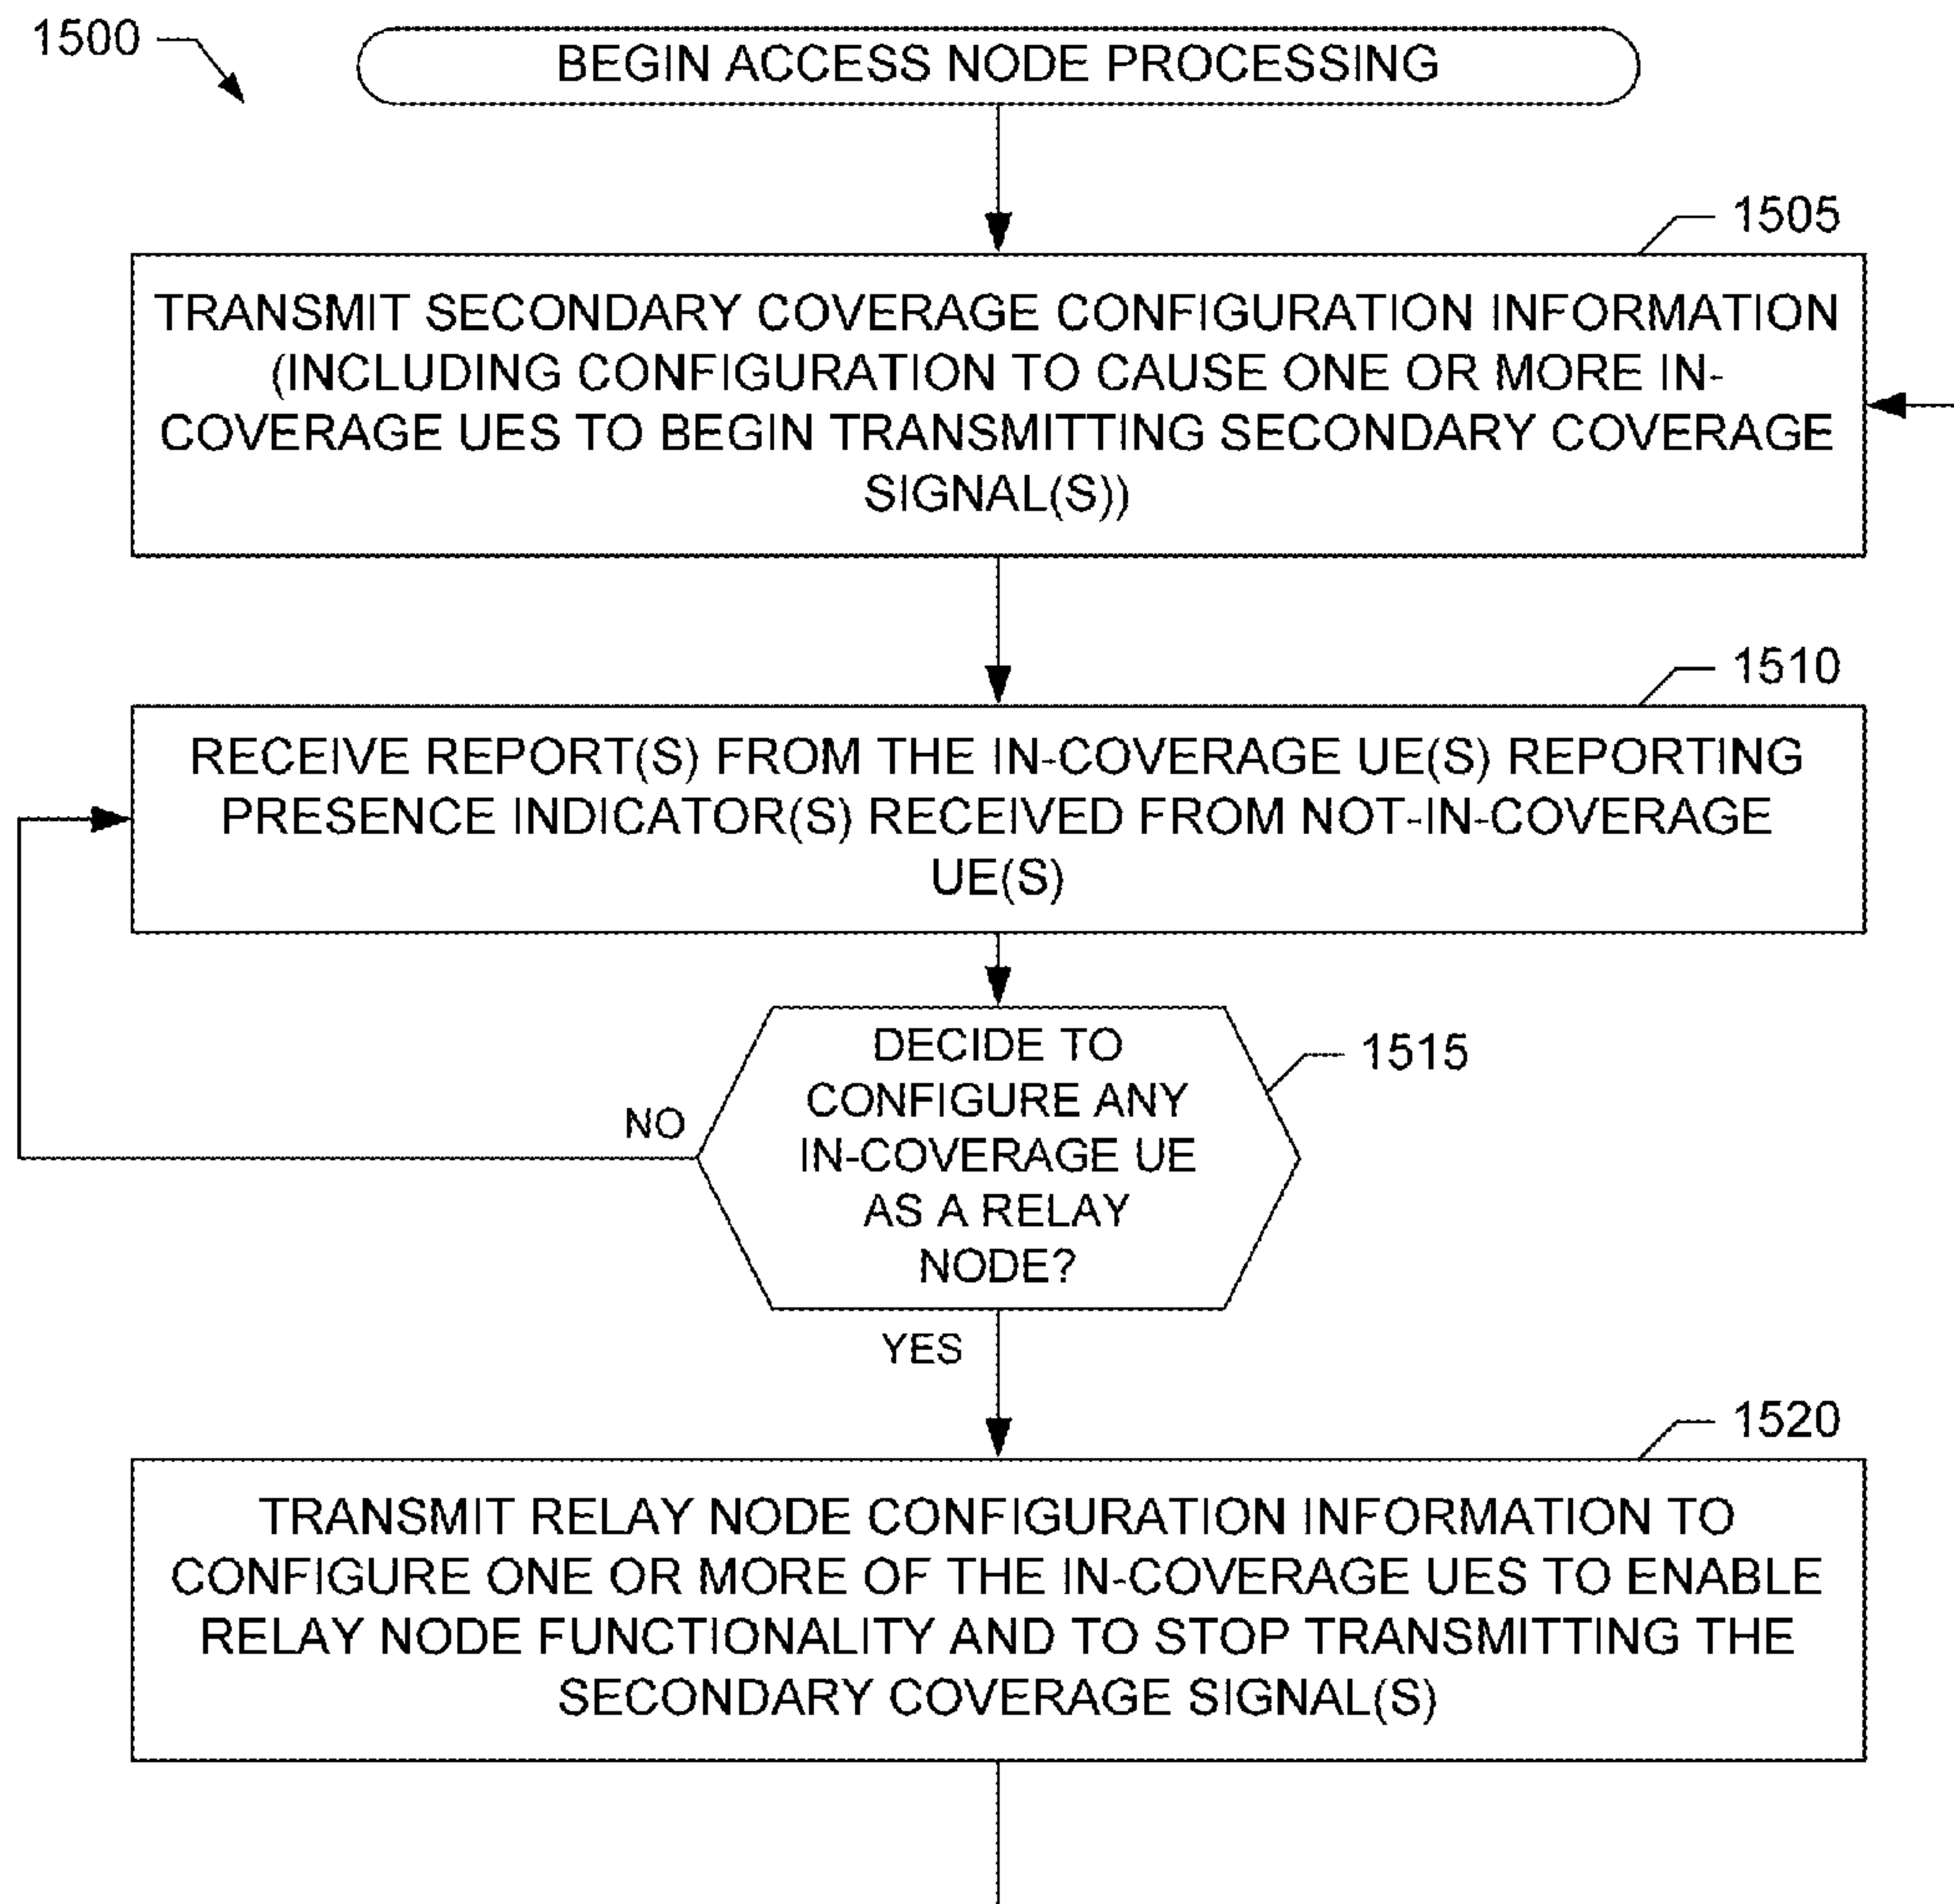 1500
BEGIN ACCESS NODE PROCESSING
1505
TRANSMIT SECONDARY COVERAGE CONFIGURATION INFORMATION
(INCLUDING CONFIGURATION TO CAUSE ONE OR MORE IN-
COVERAGE UES TO BEGIN TRANSMITTING SECONDARY COVERAGE
SIGNAL(S))
1510
RECEIVE REPORT(S) FROM THE IN-COVERAGE UE(S) REPORTING
PRESENCE INDICATOR(S) RECEIVED FROM NOT-IN-COVERAGE
UE(S)
1515
DECIDE TO
CONFIGURE ANY
IN-COVERAGE UE
AS A RELAY
NODE?
NO
YES
1520
TRANSMIT RELAY NODE CONFIGURATION INFORMATION TO
CONFIGURE ONE OR MORE OF THE IN-COVERAGE UES TO ENABLE
RELAY NODE FUNCTIONALITY AND TO STOP TRANSMITTING THE
SECONDARY COVERAGE SIGNAL(S)